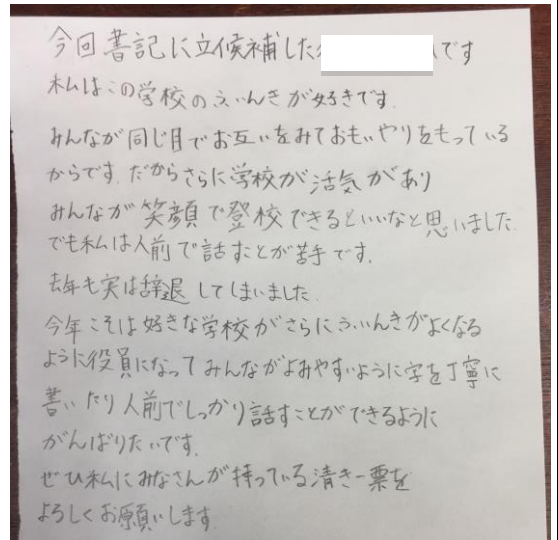 今回書記に立候補した です
私はこの学校のふいんきが好きです.
みんなが同じ目でお互いをみておもいやりをもっている
からです. だからさらに学校が活気があり
みんなが笑顔で登校できるといいなと思いました.
でも私は人前で話すことが苦手です.
去年も実は辞退してしまいました.
今年こそは好きな学校がさらにふいんきがよくなる
ように役員になってみんながよみやすいように字を丁寧に
書いたり人前でしっかり話すことができるように
がんばりたいです.
ぜひ私にみなさんが持っている清き一票を
よろしくお願いします